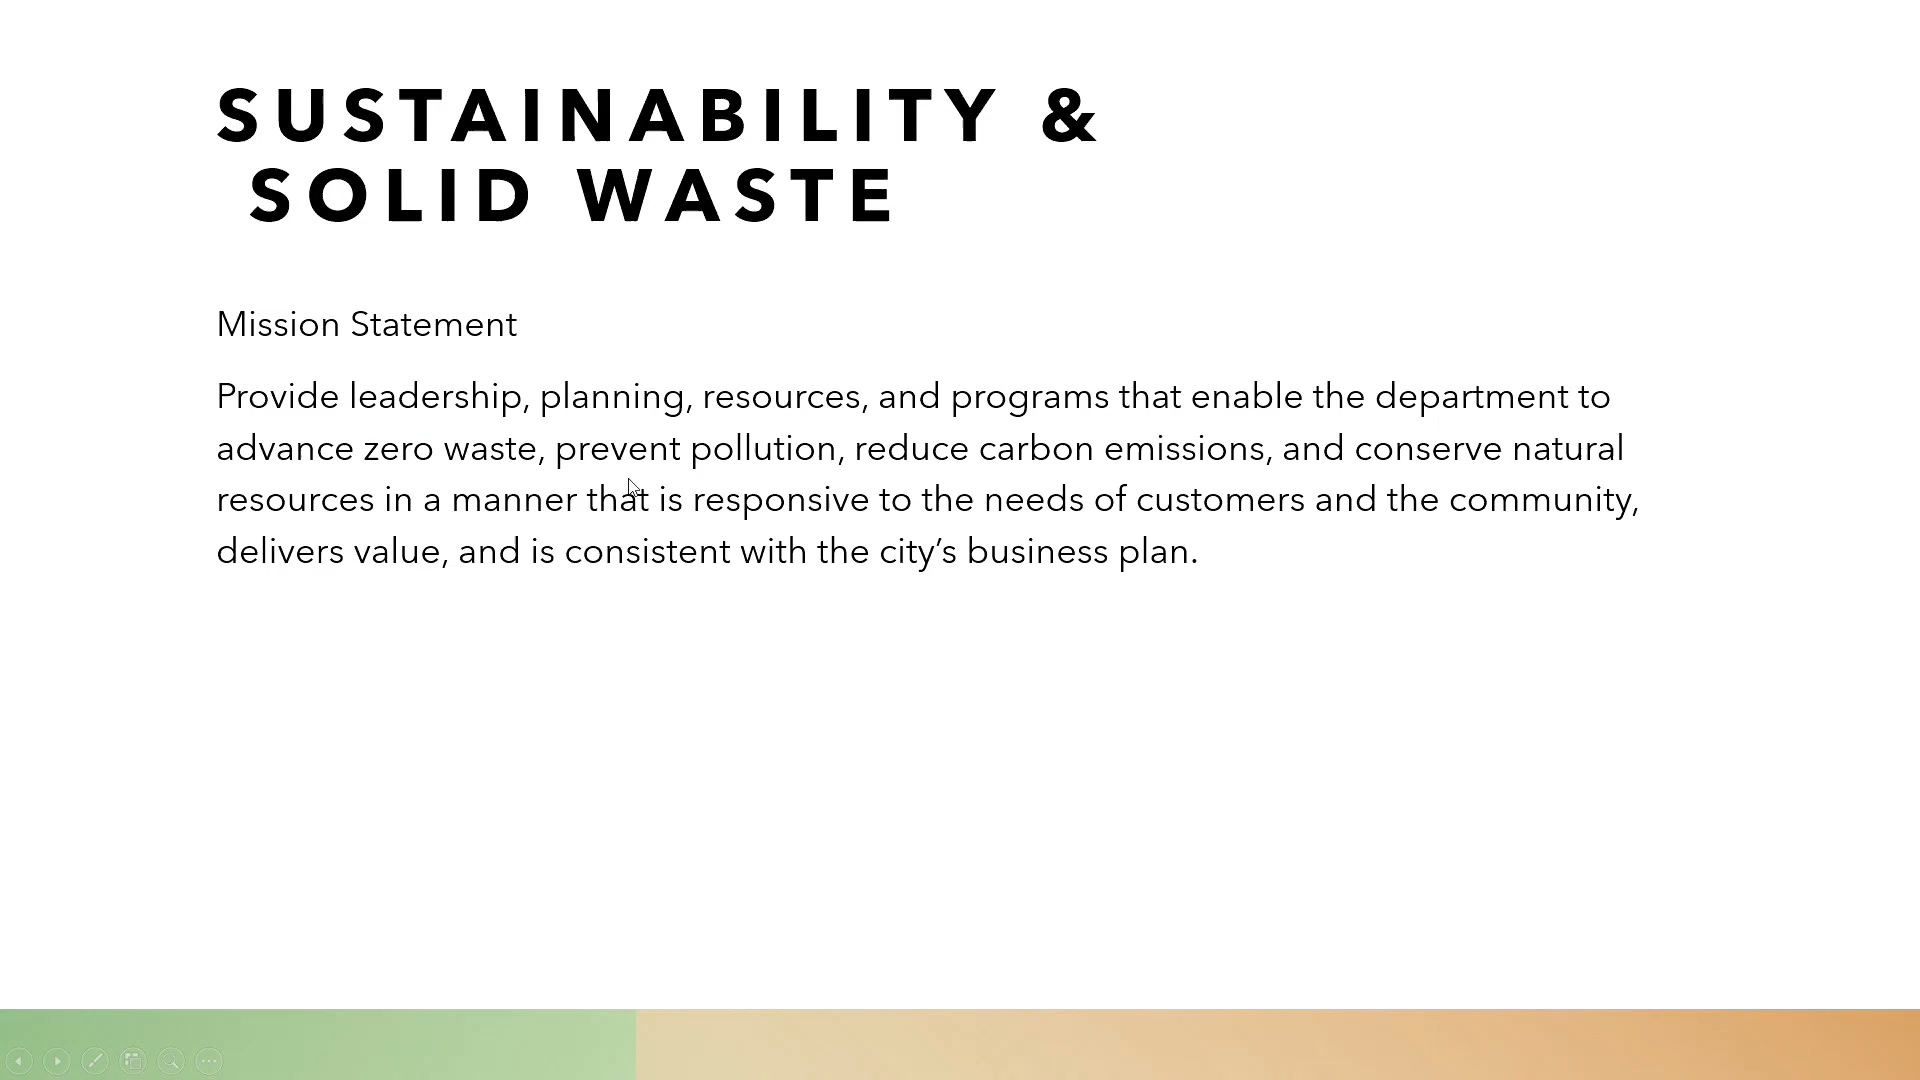 SUSTAINABILITY &
SOLID WASTE
Mission Statement
Provide leadership, planning, resources, and programs that enable the department to
advance zero waste, prevent pollution, reduce carbon emissions, and conserve natural
resources in a manner that is responsive to the needs of customers and the community,
delivers value, and is consistent with the city’s business plan.